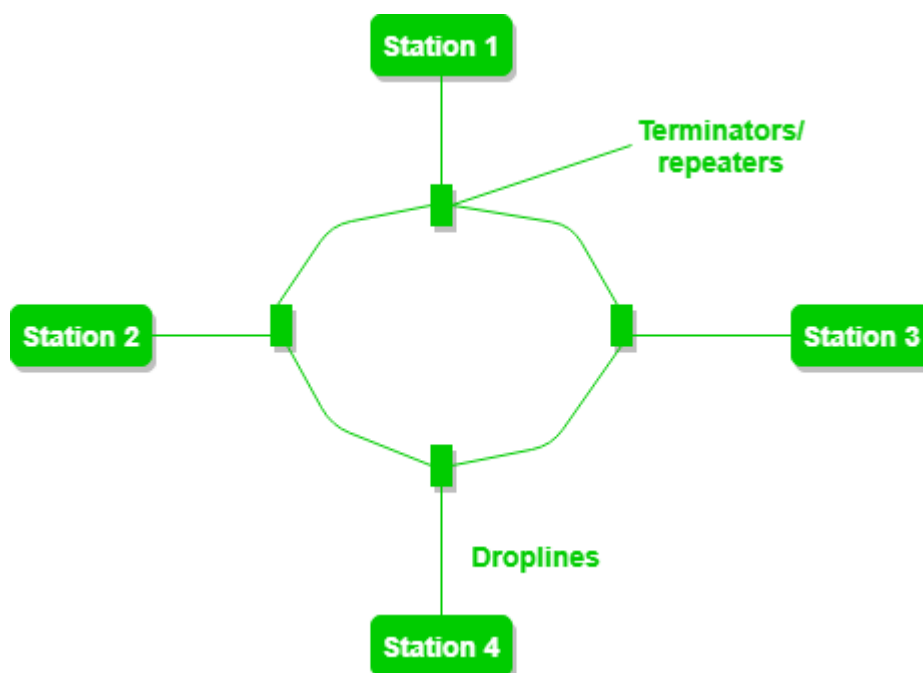 Station 1
Terminators/
repeaters
Station 2
Station 3
Droplines
Station 4